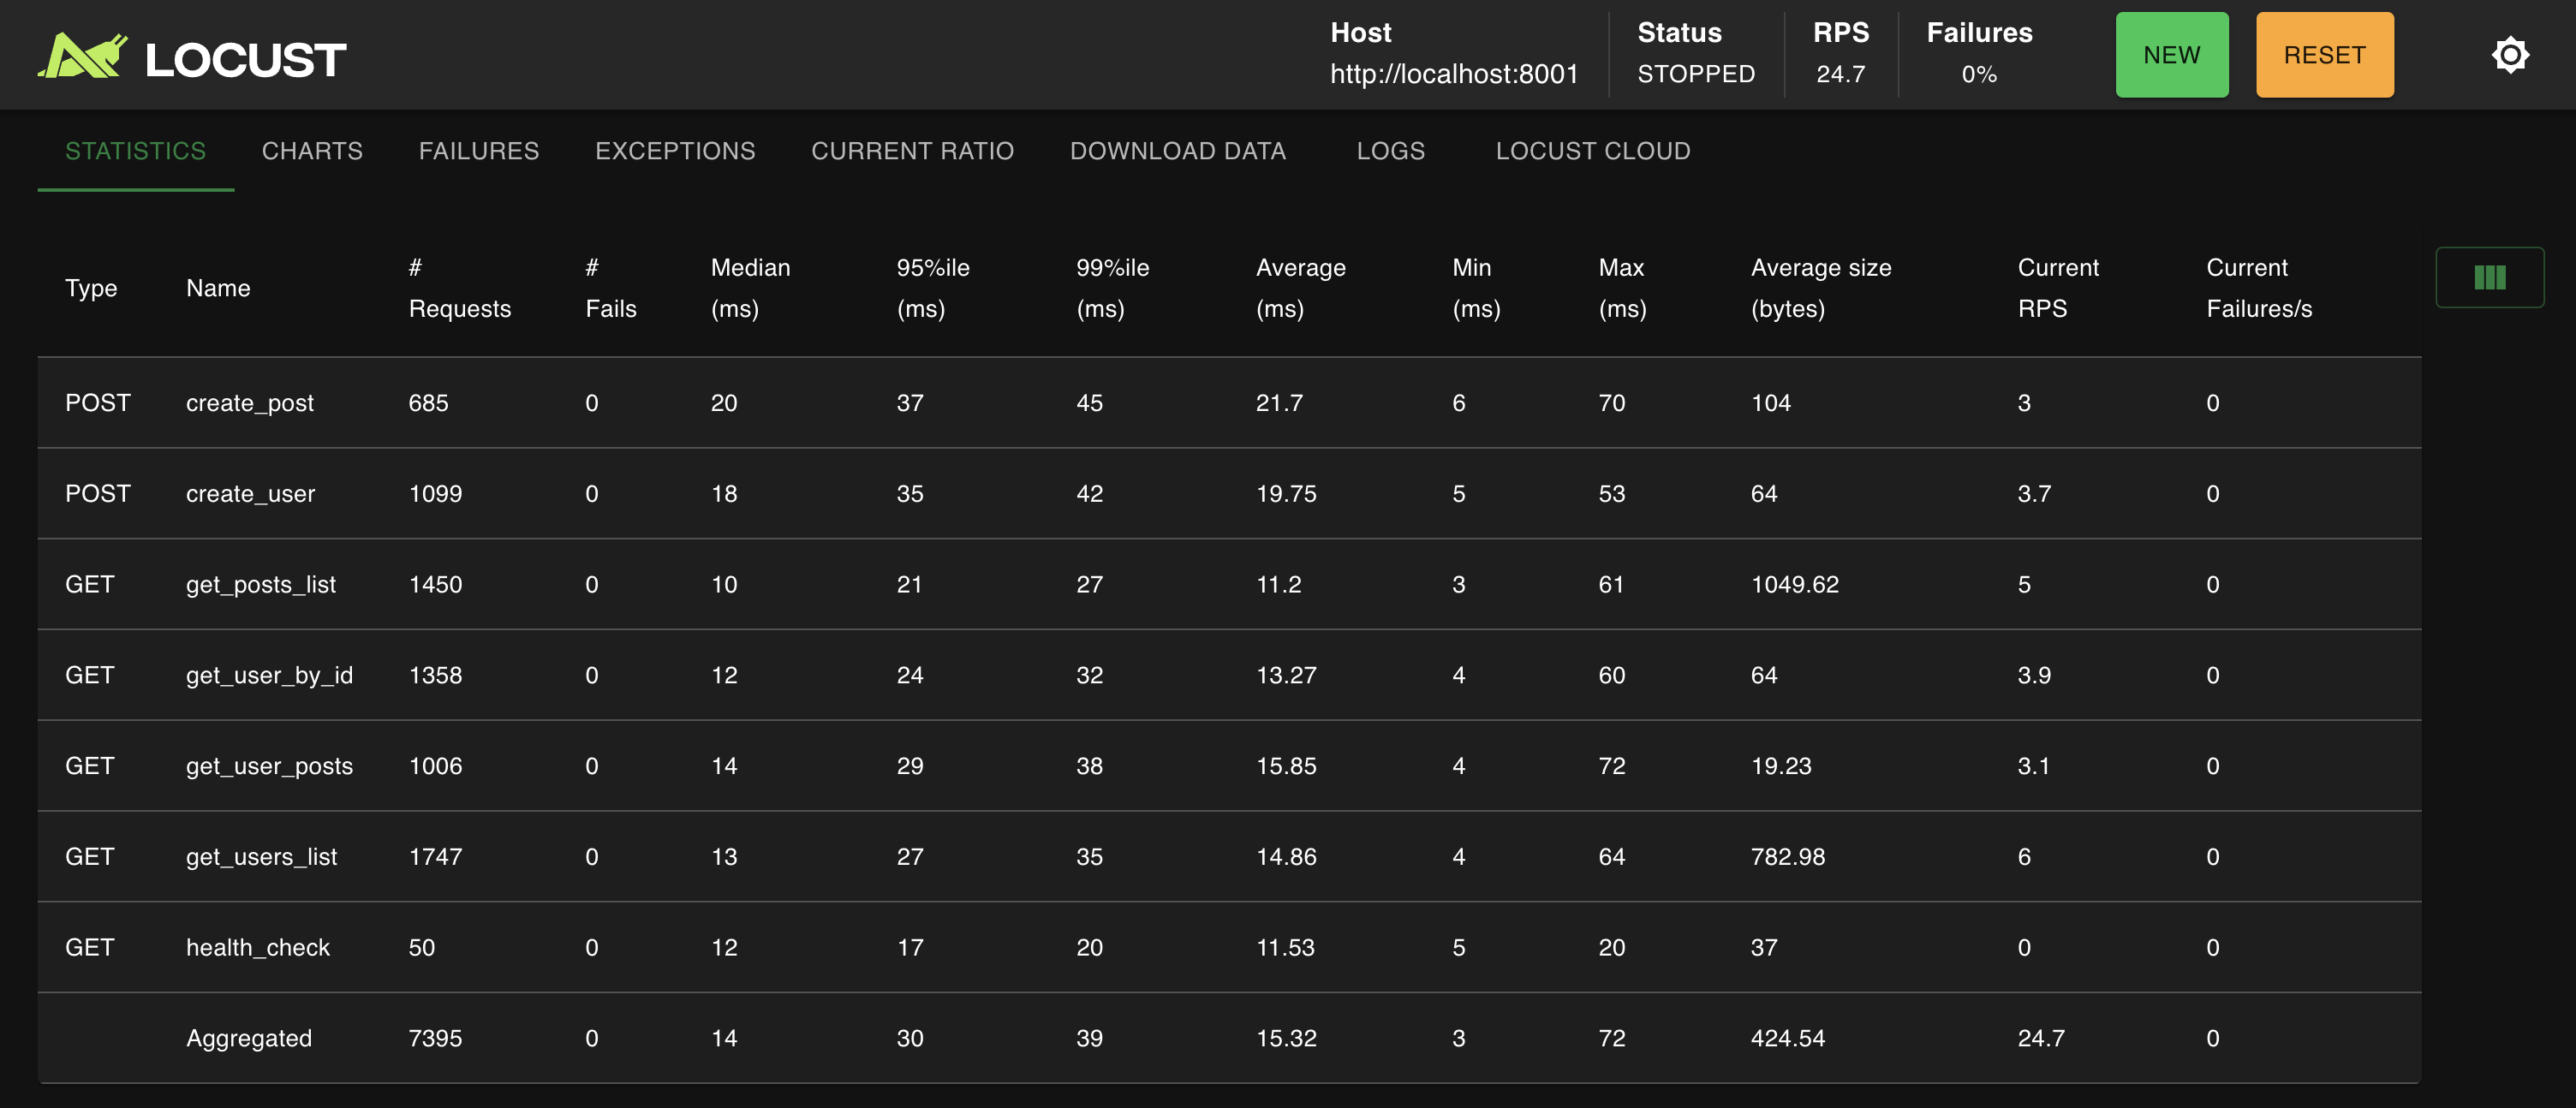 LOCUST
Host
http://localhost:8001
Status
STOPPED
RPS
24.7
Failures
0%
NEW
RESET
STATISTICS CHARTS FAILURES EXCEPTIONS CURRENT RATIO DOWNLOAD DATA LOGS LOCUST CLOUD
Type Name # Requests # Fails Median (ms) 95%ile (ms) 99%ile (ms) Average (ms) Min (ms) Max (ms) Average size (bytes) Current RPS Current Failures/s
POST create_post 685 0 20 37 45 21.7 6 70 104 3 0
POST create_user 1099 0 18 35 42 19.75 5 53 64 3.7 0
GET get_posts_list 1450 0 10 21 27 11.2 3 61 1049.62 5 0
GET get_user_by_id 1358 0 12 24 32 13.27 4 60 64 3.9 0
GET get_user_posts 1006 0 14 29 38 15.85 4 72 19.23 3.1 0
GET get_users_list 1747 0 13 27 35 14.86 4 64 782.98 6 0
GET health_check 50 0 12 17 20 11.53 5 20 37 0 0
Aggregated 7395 0 14 30 39 15.32 3 72 424.54 24.7 0